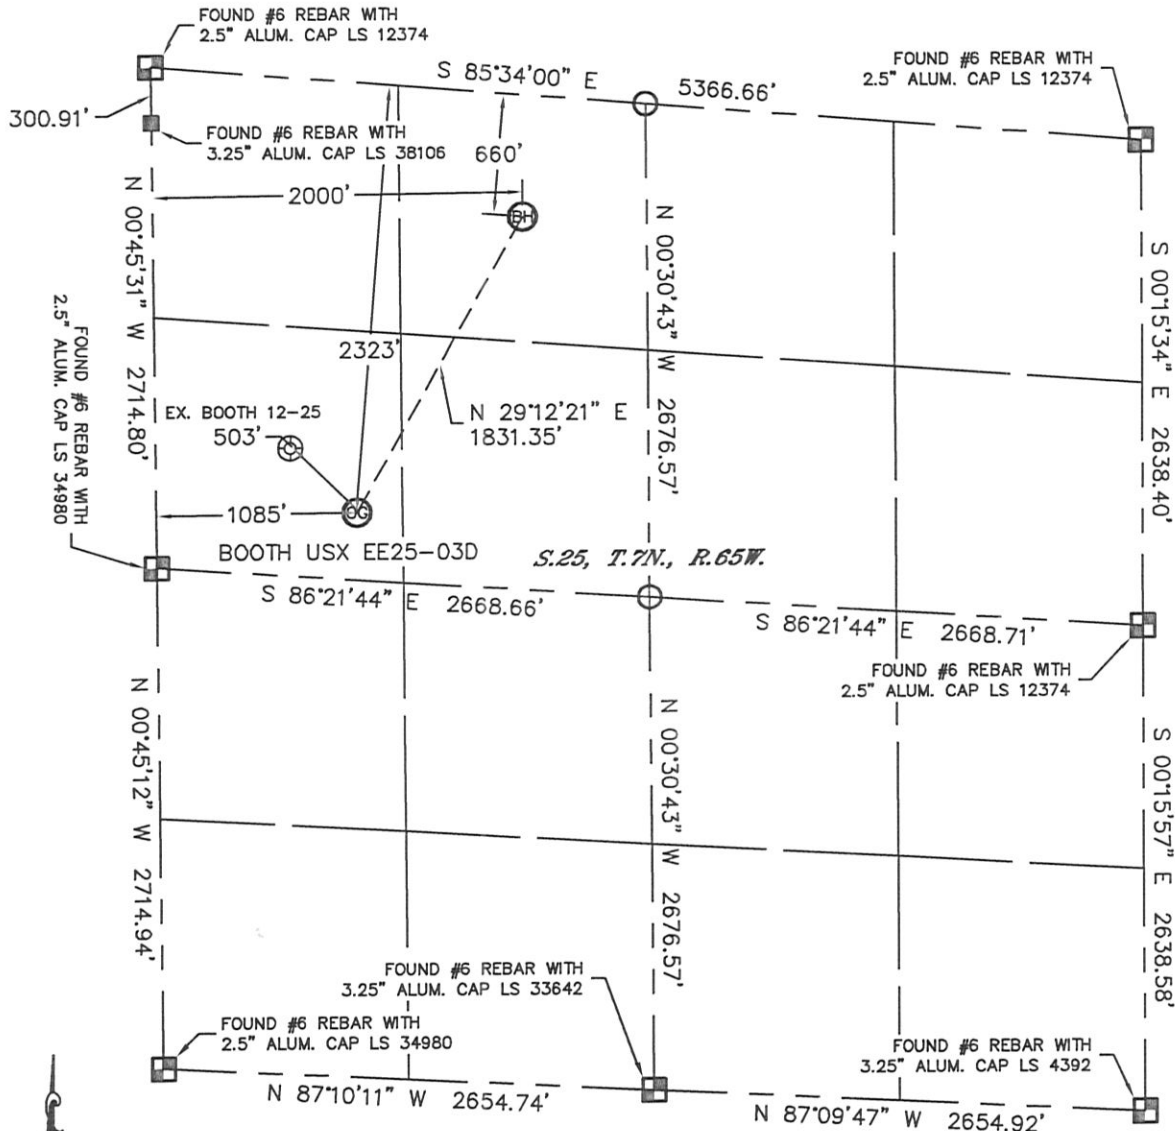 FOUND #6 REBAR WITH
2.5" ALUM. CAP LS 12374
S 85°34'00" E
5366.66'
FOUND #6 REBAR WITH
2.5" ALUM. CAP LS 12374
300.91'
FOUND #6 REBAR WITH
3.25" ALUM. CAP LS 38106
660'
2000'
BH
N 00°45'31" W 2714.80'
N 00°30'43" W 2676.57'
S 00°15'34" E 2638.40'
FOUND #6 REBAR WITH
2.5" ALUM. CAP LS 34980
2323'
EX. BOOTH 12-25
503'
N 29°12'21" E
1831.35'
1085'
OG
BOOTH USX EE25-03D
S.25, T.7N., R.65W.
S 86°21'44" E 2668.66'
S 86°21'44" E 2668.71'
FOUND #6 REBAR WITH
2.5" ALUM. CAP LS 12374
N 00°45'12" W 2714.94'
N 00°30'43" W 2676.57'
S 00°15'57" E 2638.58'
FOUND #6 REBAR WITH
3.25" ALUM. CAP LS 33642
FOUND #6 REBAR WITH
2.5" ALUM. CAP LS 34980
FOUND #6 REBAR WITH
3.25" ALUM. CAP LS 4392
N 87°10'11" W 2654.74'
N 87°09'47" W 2654.92'